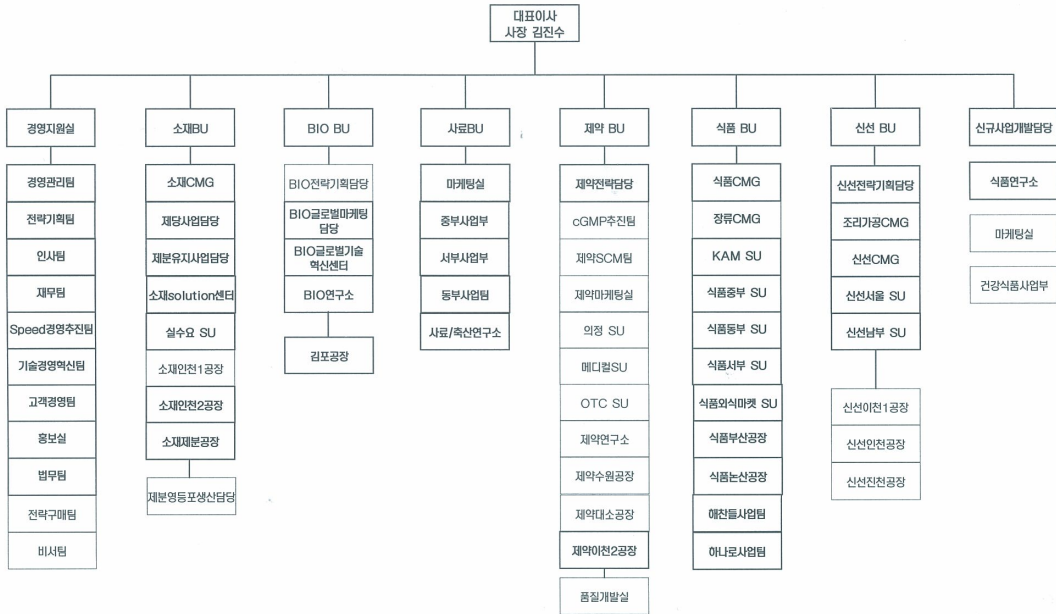 대표이사
사장 김진수
경영지원실
경영관리팀
전략기획팀
인사팀
재무팀
Speed경영추진팀
기술경영혁신팀
고객경영팀
홍보실
법무팀
전략구매팀
비서팀
소재BU
소재CMG
제당사업담당
제분유지사업담당
소재solution센터
실수요 SU
소재인천1공장
소재인천2공장
소재제분공장
제분영등포생산담당
BIO BU
BIO전략기획담당
BIO글로벌마케팅
담당
BIO글로벌기술
혁신센터
BIO연구소
김포공장
사료BU
마케팅실
중부사업부
서부사업부
동부사업팀
사료/축산연구소
제약 BU
제약전략담당
cGMP추진팀
제약SCM팀
제약마케팅실
의정 SU
메디컬SU
OTC SU
제약연구소
제약수원공장
제약대소공장
제약이천2공장
품질개발실
식품 BU
식품CMG
장류CMG
KAM SU
식품중부 SU
식품동부 SU
식품서부 SU
식품외식마켓 SU
식품부산공장
식품논산공장
해찬들사업팀
하나로사업팀
신선 BU
신선전략기획담당
조리가공CMG
신선CMG
신선서울 SU
신선남부 SU
신선이천1공장
신선인천공장
신선진천공장
신규사업개발담당
식품연구소
마케팅실
건강식품사업부